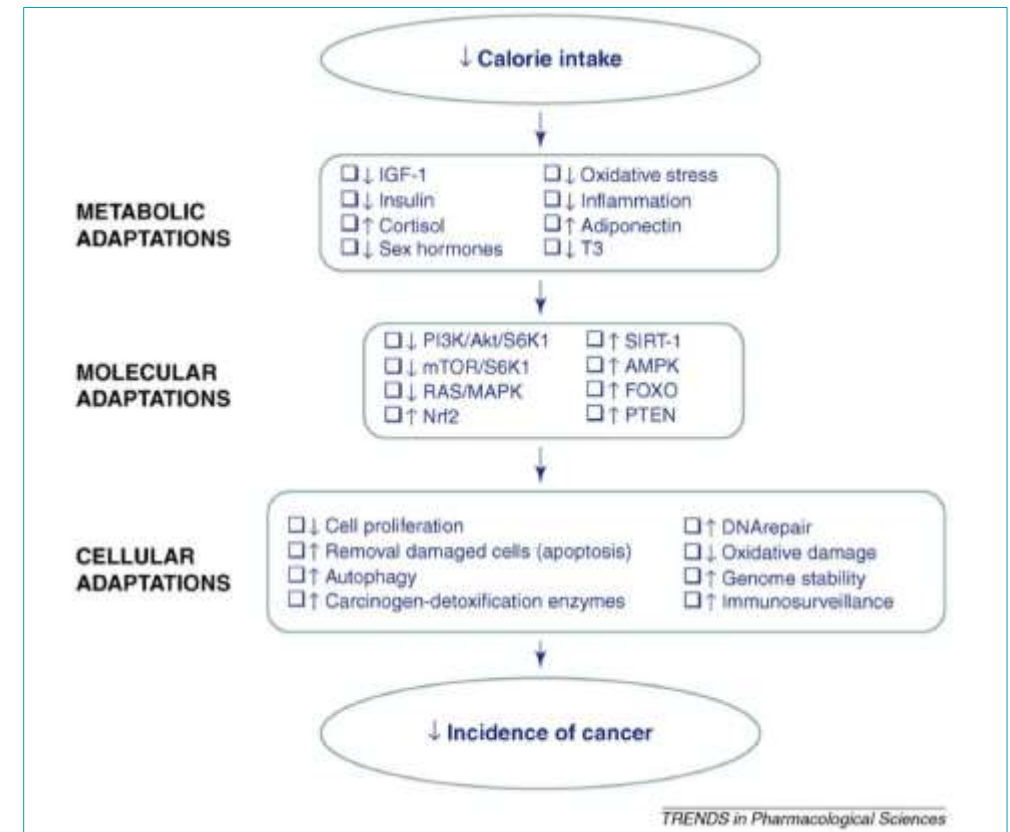 ↓ Calorie intake
METABOLIC
ADAPTATIONS
❑↓ IGF-1
❑↓ Insulin
❑↑ Cortisol
❑↓ Sex hormones
❑↓ Oxidative stress
❑↓ Inflammation
❑↑ Adiponectin
❑↓ T3
MOLECULAR
ADAPTATIONS
❑↓ PI3K/Akt/S6K1
❑↓ mTOR/S6K1
❑↓ RAS/MAPK
❑↑ Nrf2
❑↑ SIRT-1
❑↑ AMPK
❑↑ FOXO
❑↑ PTEN
CELLULAR
ADAPTATIONS
❑↓ Cell proliferation
❑↑ Removal damaged cells (apoptosis)
❑↑ Autophagy
❑↑ Carcinogen-detoxification enzymes
❑↑ DNArepair
❑↓ Oxidative damage
❑↑ Genome stability
❑↑ Immunosurveillance
↓ Incidence of cancer
TRENDS in Pharmacological Sciences